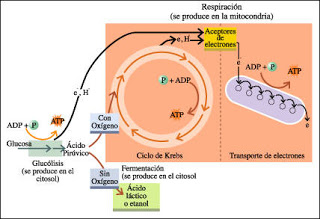 Respiración
(se produce en la mitocondria)
Aceptores
de
electrones
e, H
e
P + ADP
ATP
ADP + P
ATP
e
Ciclo de Krebs
Transporte de electrones
e, H
ADP + P
ATP
Glucosa
Ácido
Pirúvico
Glucólisis
(se produce en el
citosol)
Con
Oxígeno
Sin
Oxígeno
Fermentación
(se produce en el citosol)
Ácido
láctico
o etanol